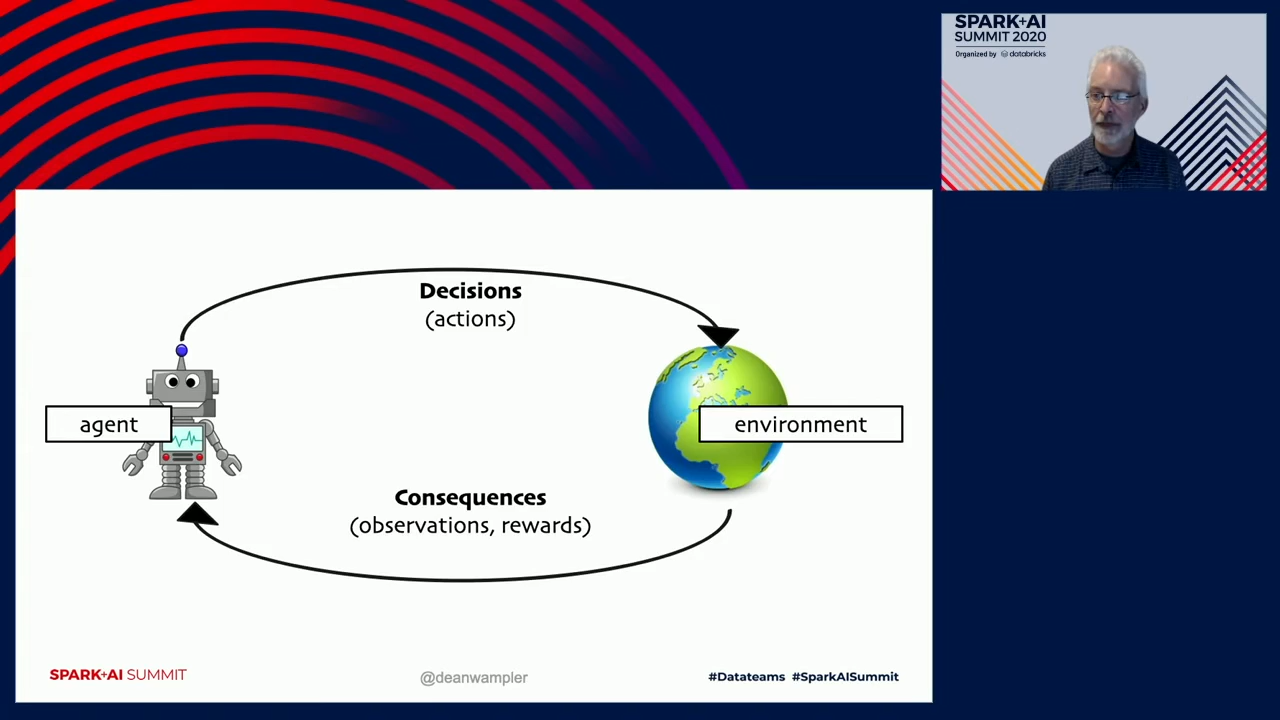 SPARK+AI
SUMMIT 2020
Organized by databricks
Decisions
(actions)
agent
environment
Consequences
(observations, rewards)
SPARK+AI SUMMIT
@deanwampler
#Datateams #SparkAISummit